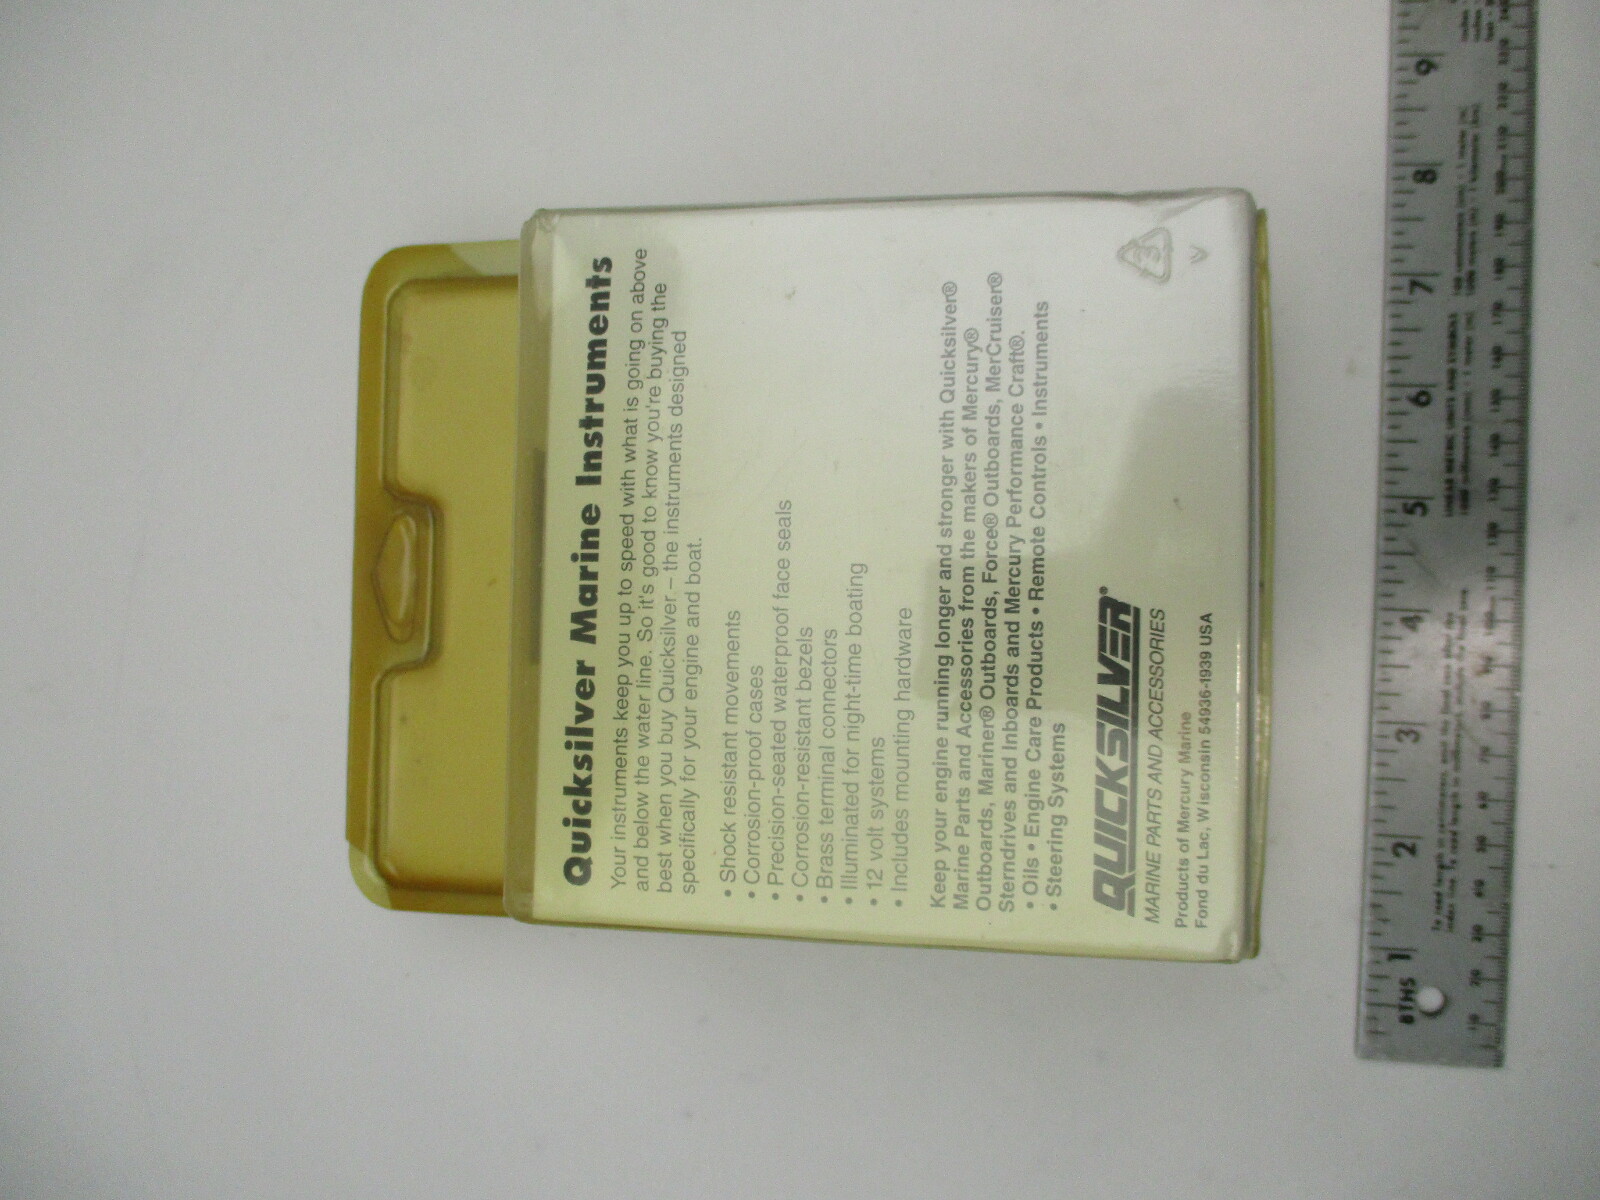 Quicksilver Marine Instruments
Your instruments keep you up to speed with what is going on above
and below the water line. So it's good to know you're buying the
best when you buy Quicksilver – the instruments designed
specifically for your engine and boat.
• Shock resistant movements
• Corrosion-proof cases
• Precision-seated waterproof face seals
• Corrosion-resistant bezels
• Brass terminal connectors
• Illuminated for night-time boating
• 12 volt systems
• Includes mounting hardware
Keep your engine running longer and stronger with Quicksilver®
Marine Parts and Accessories from the makers of Mercury®
Outboards, Mariner® Outboards, Force® Outboards, MerCruiser®
Sterndrives and Inboards and Mercury Performance Craft®.
• Oils • Engine Care Products • Remote Controls • Instruments
• Steering Systems
QUICKSILVER®
MARINE PARTS AND ACCESSORIES
Products of Mercury Marine
Fond du Lac, Wisconsin 54936-1939 USA
3
V
8THS 1 2 3 4 5 6 7 8 9